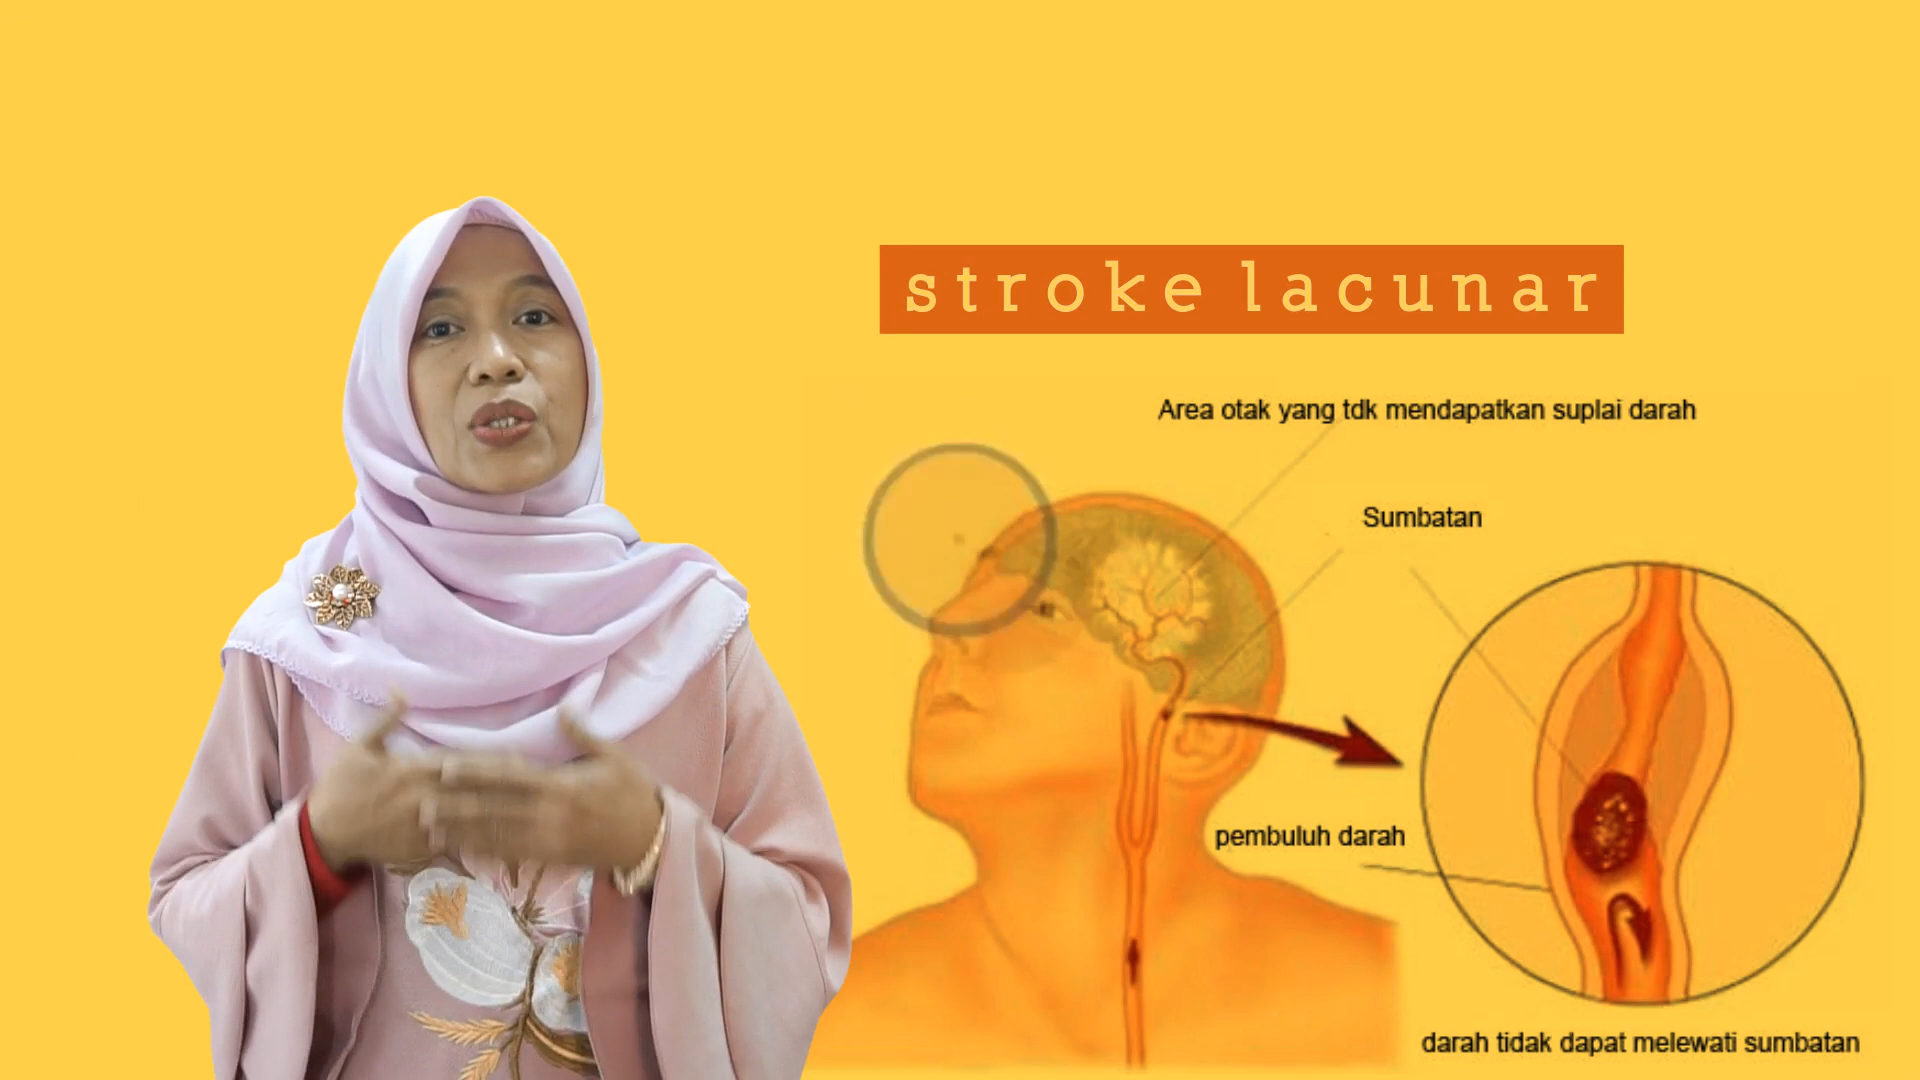 stroke lacunar
Area otak yang tdk mendapatkan suplai darah
Sumbatan
pembuluh darah
darah tidak dapat melewati sumbatan